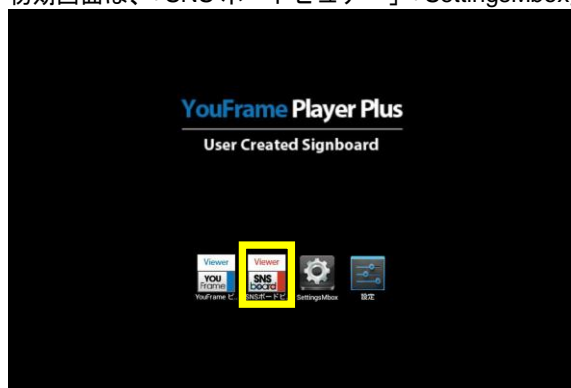 初期画面は、「SNSボードビューアー」「SettingsMbox
YouFrame Player Plus
User Created Signboard
Viewer
YOU
Frame
YouFrame ビ...
Viewer
SNS
board
SNSボードビ...
SettingsMbox
設定